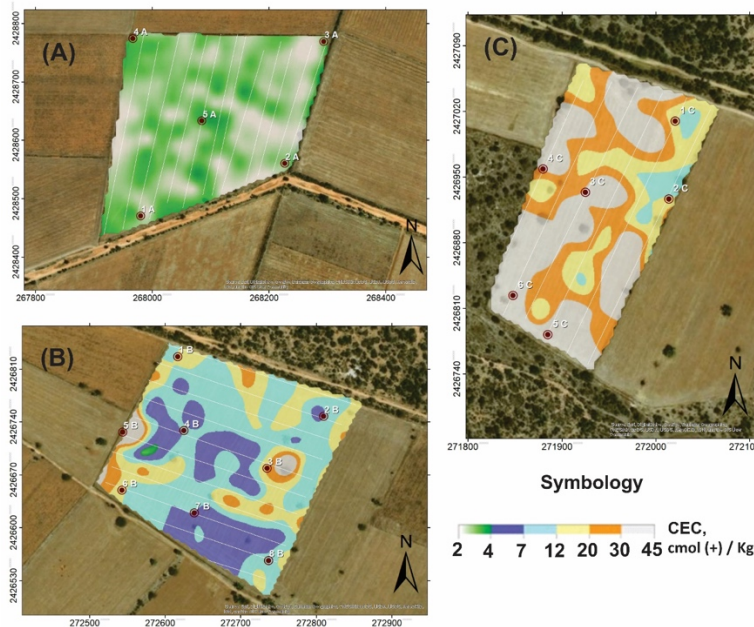 (A)
2428800
2428700
2428600
2428500
2428400
4 A
3 A
5 A
2 A
1 A
N
267800
268000
268200
268400
(B)
2426810
2426740
2426670
2426600
2426530
1 B
2 B
4 B
5 B
3 B
6 B
7 B
8 B
N
272500
272600
272700
272800
272900
(C)
2427090
2427020
2426950
2426880
2426810
2426740
1 C
4 C
3 C
2 C
6 C
5 C
N
271800
271900
272000
272100
Symbology
CEC,
cmol (+) / Kg
2 4 7 12 20 30 45